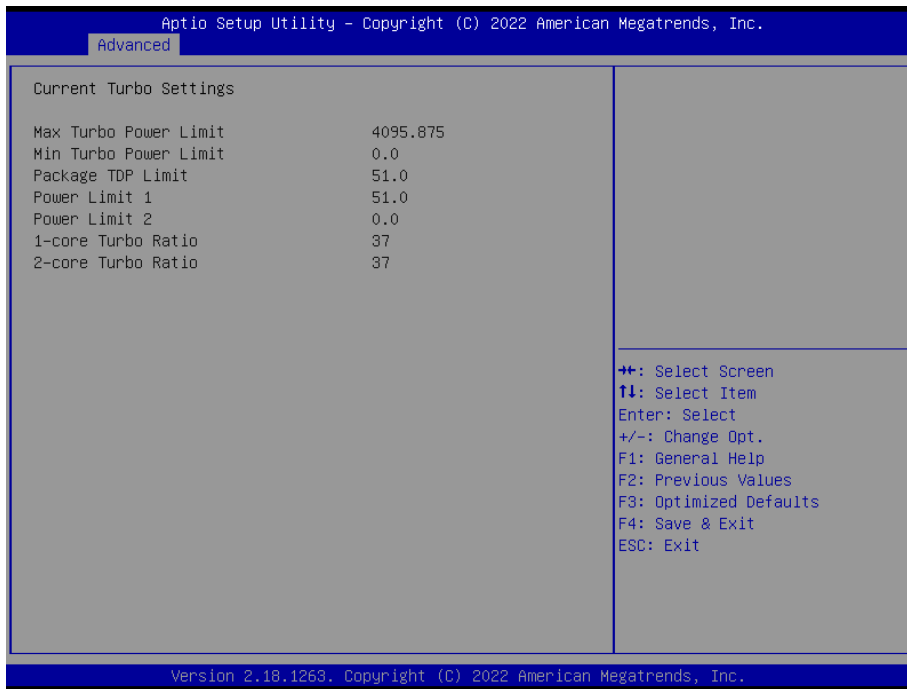 Aptio Setup Utility – Copyright (C) 2022 American Megatrends, Inc.
Advanced
Current Turbo Settings
Max Turbo Power Limit 4095.875
Min Turbo Power Limit 0.0
Package TDP Limit 51.0
Power Limit 1 51.0
Power Limit 2 0.0
1-core Turbo Ratio 37
2-core Turbo Ratio 37
→←: Select Screen
↑↓: Select Item
Enter: Select
+/-: Change Opt.
F1: General Help
F2: Previous Values
F3: Optimized Defaults
F4: Save & Exit
ESC: Exit
Version 2.18.1263. Copyright (C) 2022 American Megatrends, Inc.